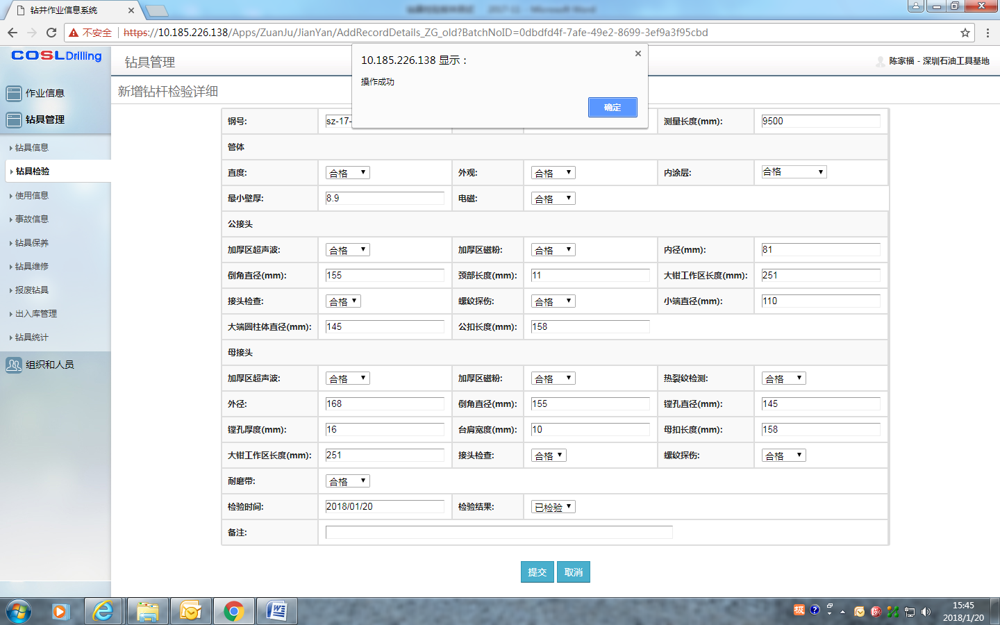 钻井作业信息系统
不安全 https://10.185.226.138/Apps/ZuanJu/JianYan/AddRecordDetails_ZG_old?BatchNoID=0dbdfd4f-7afe-49e2-8699-3ef9a3f95cbd
COSL Drilling
钻具管理
陈家福 - 深圳石油工具基地
10.185.226.138 显示：
操作成功
确定
作业信息
钻具管理
钻具信息
钻具检验
使用信息
事故信息
钻具保养
钻具维修
报废钻具
出入库管理
钻具统计
组织和人员
新增钻杆检验详细
钢号: sz-17- 测量长度(mm): 9500
管体
直度: 合格 外观: 合格 内涂层: 合格
最小壁厚: 8.9 电磁: 合格
公接头
加厚区超声波: 合格 加厚区磁粉: 合格 内径(mm): 81
倒角直径(mm): 155 颈部长度(mm): 11 大钳工作区长度(mm): 251
接头检查: 合格 螺纹探伤: 合格 小端直径(mm): 110
大端圆柱体直径(mm): 145 公扣长度(mm): 158
母接头
加厚区超声波: 合格 加厚区磁粉: 合格 热裂纹检测: 合格
外径: 168 倒角直径(mm): 155 镗孔直径(mm): 145
镗孔厚度(mm): 16 台肩宽度(mm): 10 母扣长度(mm): 158
大钳工作区长度(mm): 251 接头检查: 合格 螺纹探伤: 合格
耐磨带: 合格
检验时间: 2018/01/20 检验结果: 已检验
备注:
提交 取消
15:45
2018/1/20